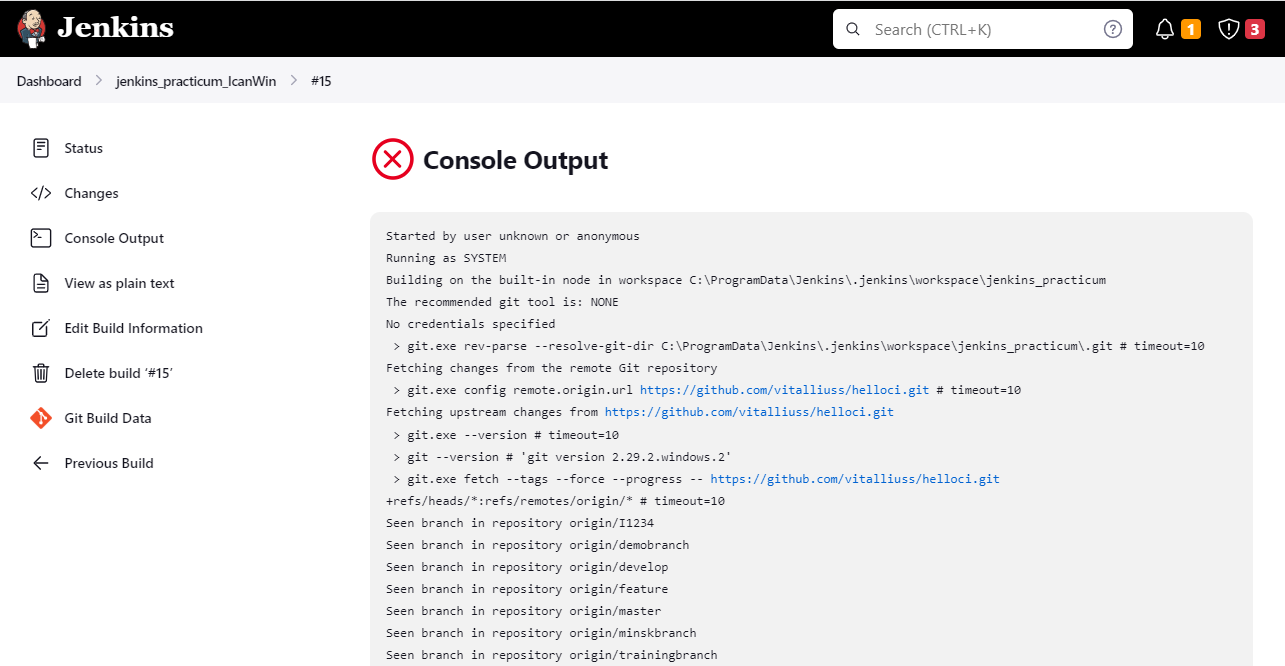 Jenkins
Search (CTRL+K)
1
3
Dashboard
jenkins_practicum_IcanWin
#15
Status
Changes
Console Output
View as plain text
Edit Build Information
Delete build ‘#15’
Git Build Data
Previous Build
Console Output
Started by user unknown or anonymous
Running as SYSTEM
Building on the built-in node in workspace C:\ProgramData\Jenkins\.jenkins\workspace\jenkins_practicum
The recommended git tool is: NONE
No credentials specified
> git.exe rev-parse --resolve-git-dir C:\ProgramData\Jenkins\.jenkins\workspace\jenkins_practicum\.git # timeout=10
Fetching changes from the remote Git repository
> git.exe config remote.origin.url https://github.com/vitalliuss/helloci.git # timeout=10
Fetching upstream changes from https://github.com/vitalliuss/helloci.git
> git.exe --version # timeout=10
> git --version # 'git version 2.29.2.windows.2'
> git.exe fetch --tags --force --progress -- https://github.com/vitalliuss/helloci.git
+refs/heads/*:refs/remotes/origin/* # timeout=10
Seen branch in repository origin/I1234
Seen branch in repository origin/demobranch
Seen branch in repository origin/develop
Seen branch in repository origin/feature
Seen branch in repository origin/master
Seen branch in repository origin/minskbranch
Seen branch in repository origin/trainingbranch